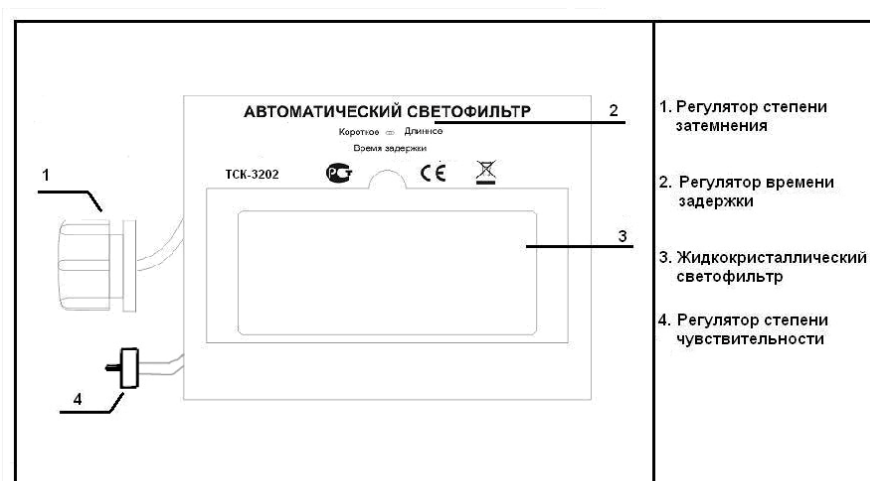 АВТОМАТИЧЕСКИЙ СВЕТОФИЛЬТР
Короткое Длинное
Время задержки
ТСК-3202 РСТ CE
1
2
3
4
1. Регулятор степени
затемнения
2. Регулятор времени
задержки
3. Жидкокристаллический
светофильтр
4. Регулятор степени
чувствительности